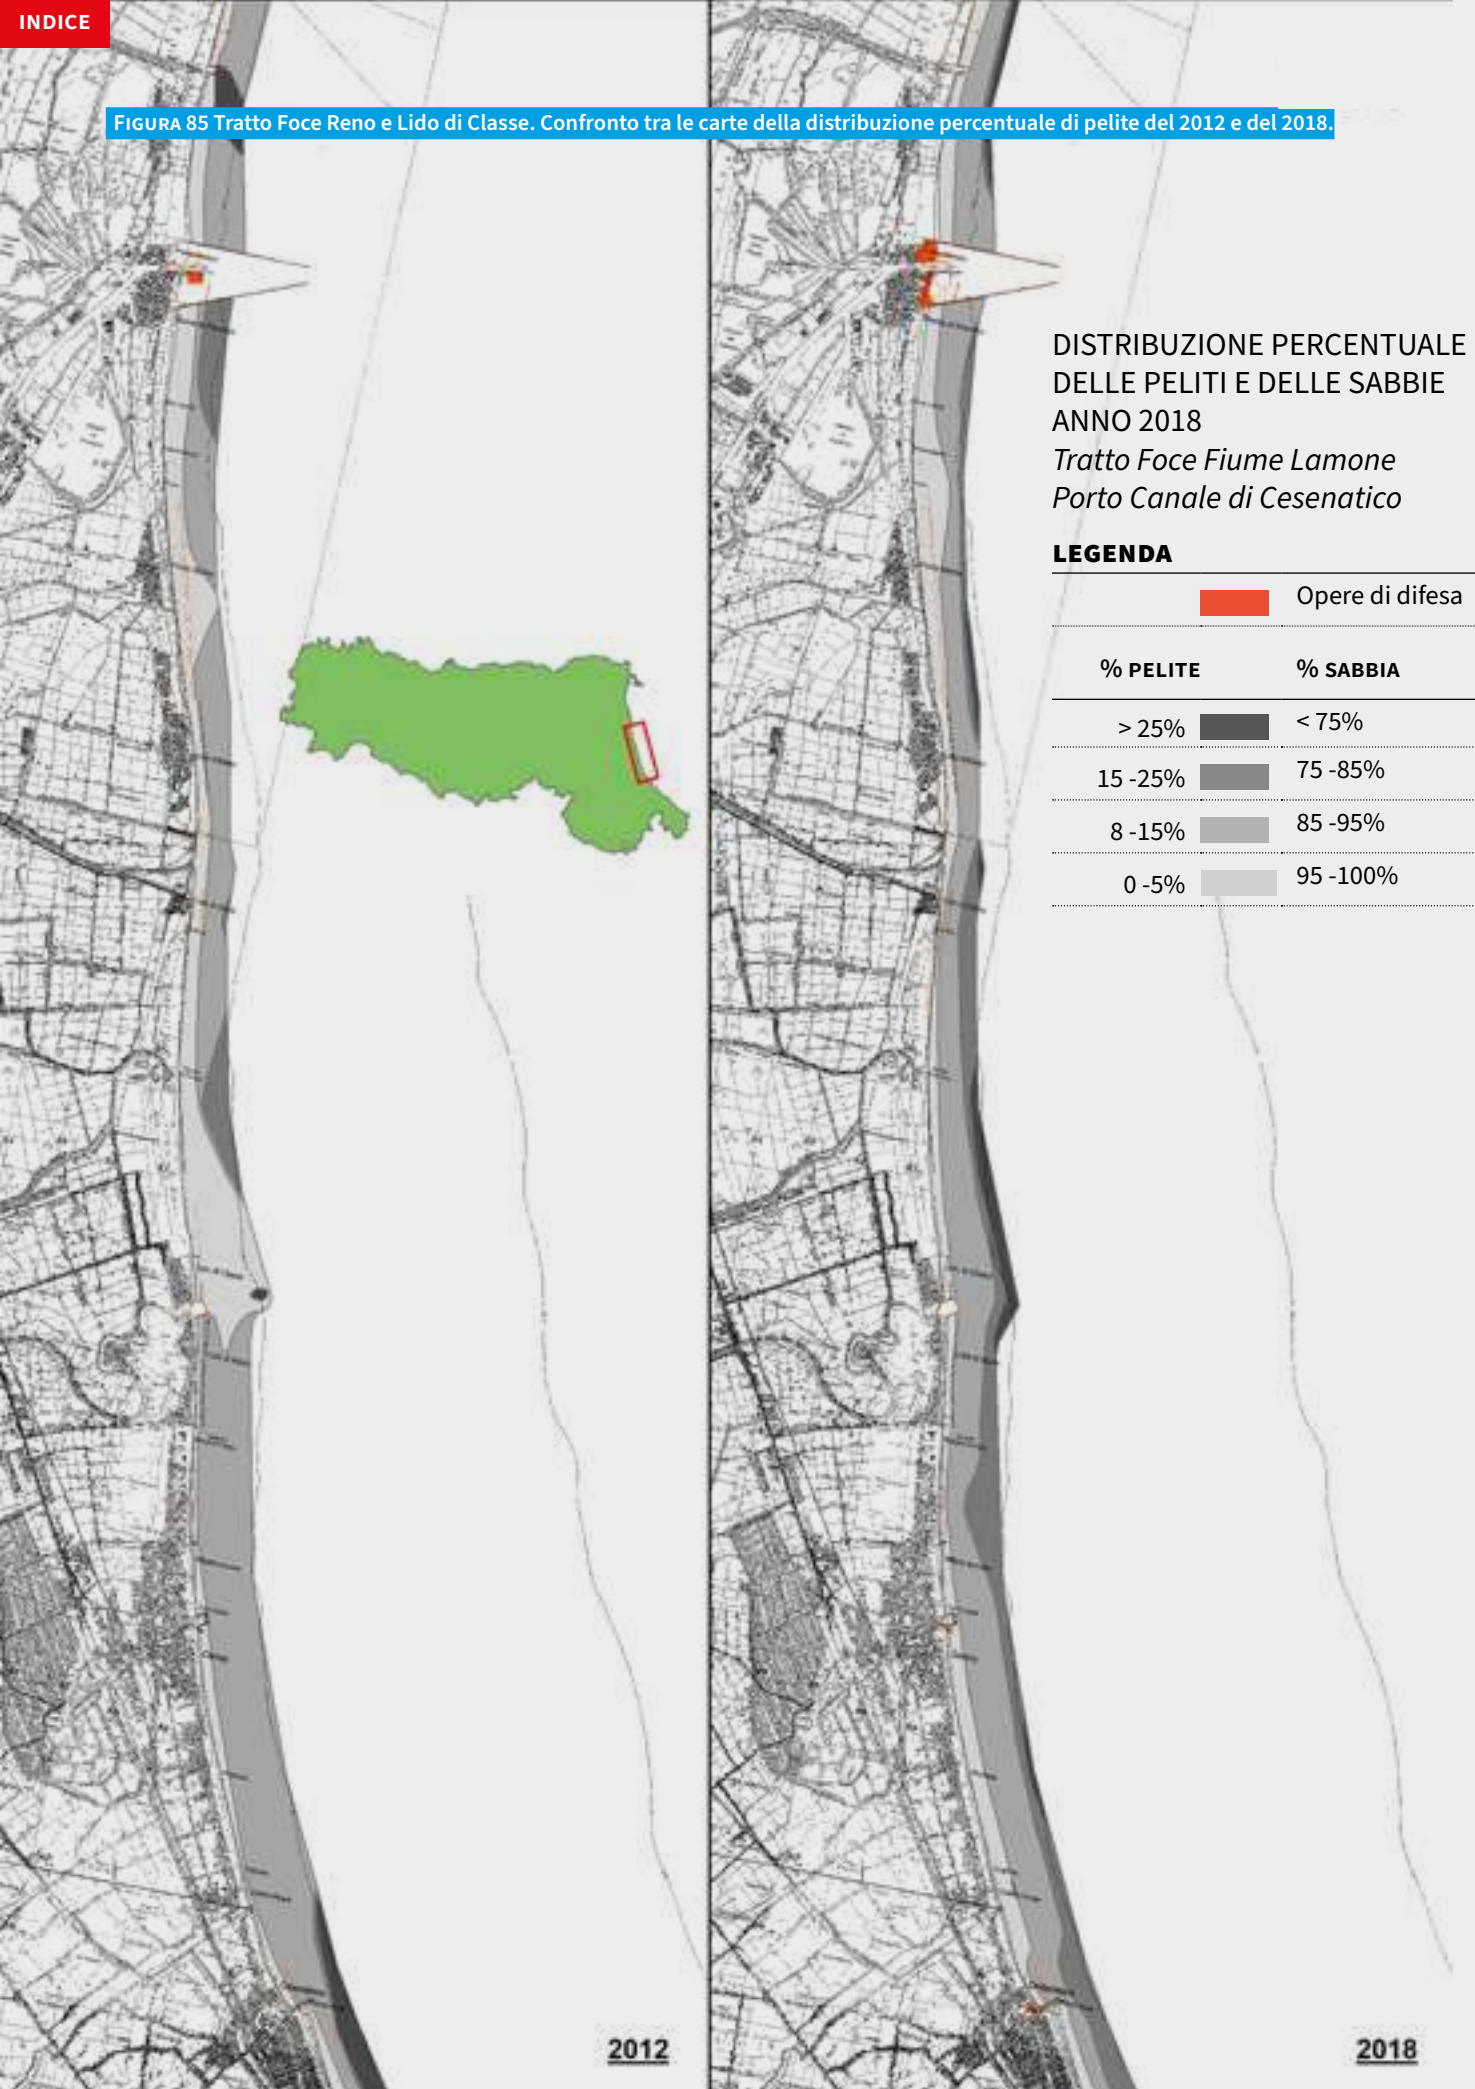 INDICE
FIGURA 85 Tratto Foce Reno e Lido di Classe. Confronto tra le carte della distribuzione percentuale di pelite del 2012 e del 2018.
DISTRIBUZIONE PERCENTUALE
DELLE PELITI E DELLE SABBIE
ANNO 2018
Tratto Foce Fiume Lamone
Porto Canale di Cesenatico
LEGENDA
Opere di difesa
% PELITE % SABBIA
> 25% < 75%
15 -25% 75 -85%
8 -15% 85 -95%
0 -5% 95 -100%
2012 2018